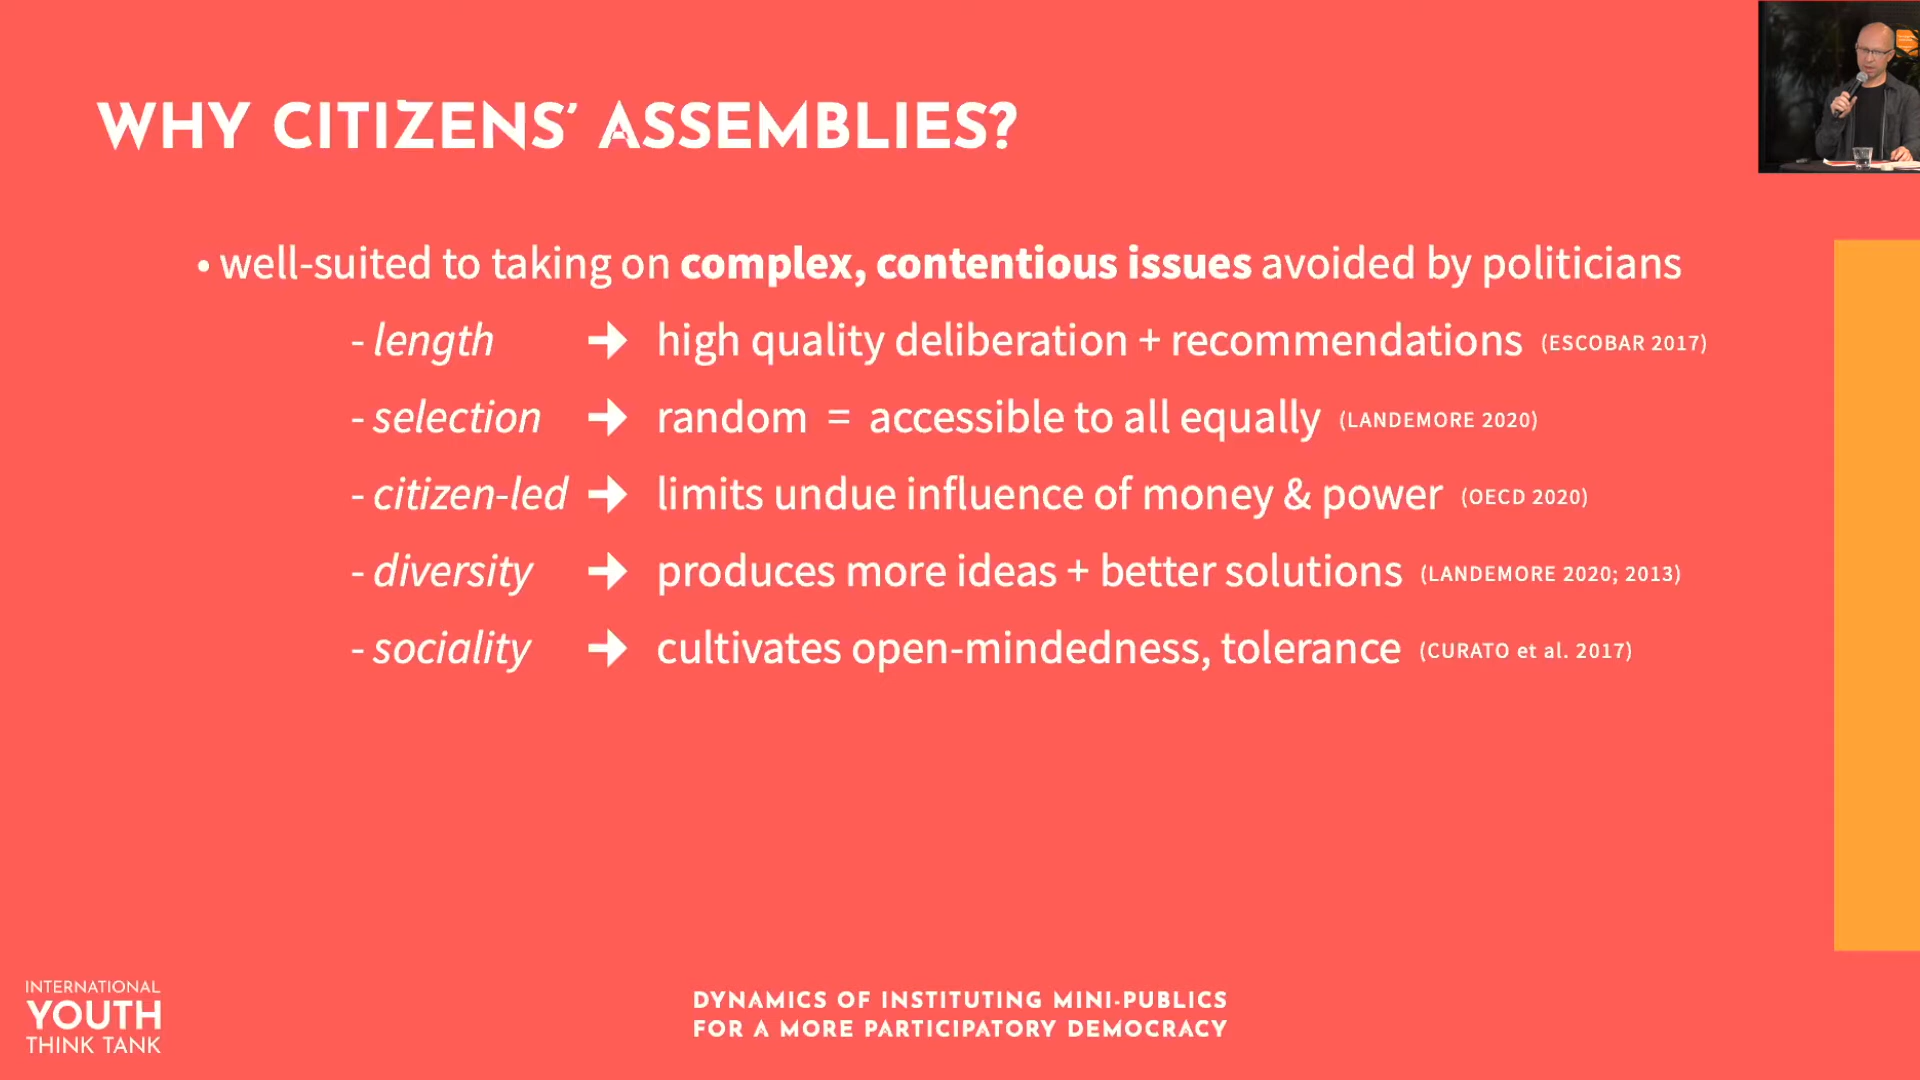 WHY CITIZENS’ ASSEMBLIES?
• well-suited to taking on complex, contentious issues avoided by politicians
- length → high quality deliberation + recommendations (ESCOBAR 2017)
- selection → random = accessible to all equally (LANDEMORE 2020)
- citizen-led → limits undue influence of money & power (OECD 2020)
- diversity → produces more ideas + better solutions (LANDEMORE 2020; 2013)
- sociality → cultivates open-mindedness, tolerance (CURATO et al. 2017)
INTERNATIONAL
YOUTH
THINK TANK
DYNAMICS OF INSTITUTING MINI-PUBLICS
FOR A MORE PARTICIPATORY DEMOCRACY